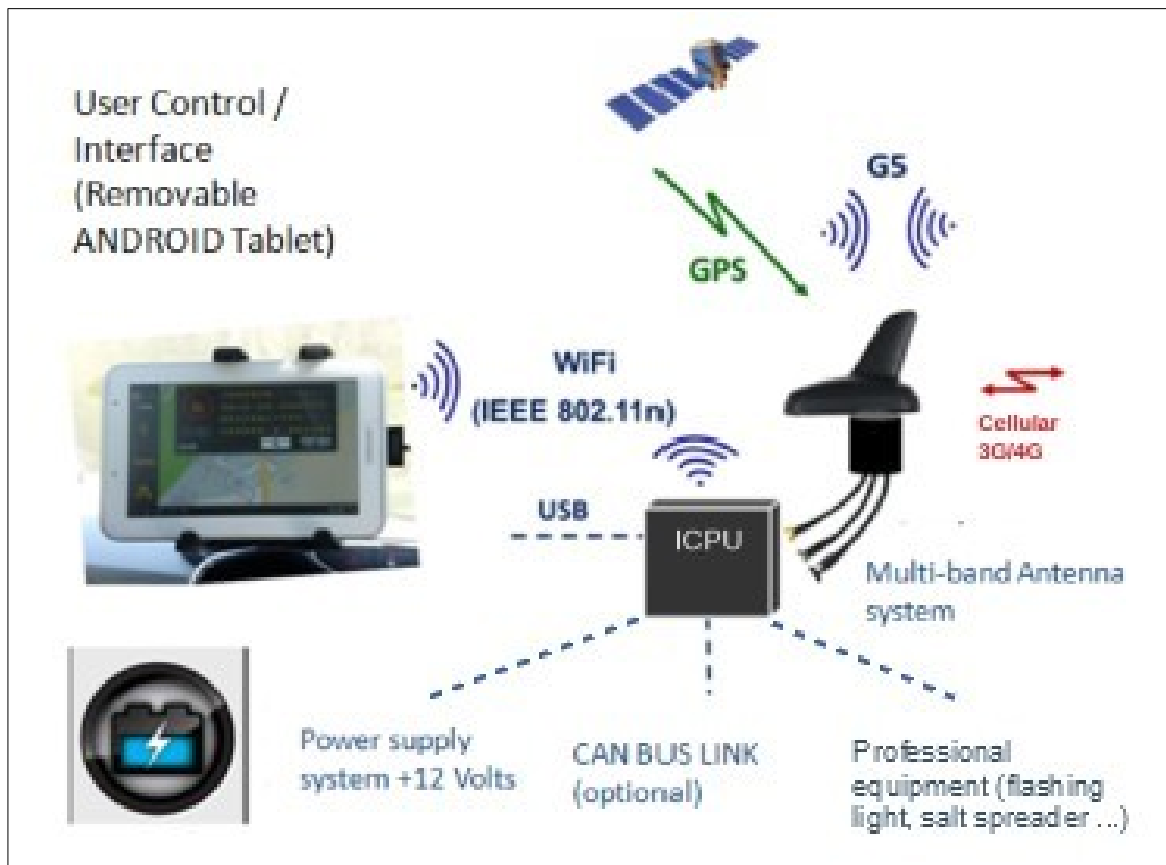 User Control /
Interface
(Removable
ANDROID Tablet)
G5
GPS
WiFi
(IEEE 802.11n)
Cellular
3G/4G
USB
ICPU
Multi-band Antenna
system
Power supply
system +12 Volts
CAN BUS LINK
(optional)
Professional
equipment (flashing
light, salt spreader ...)